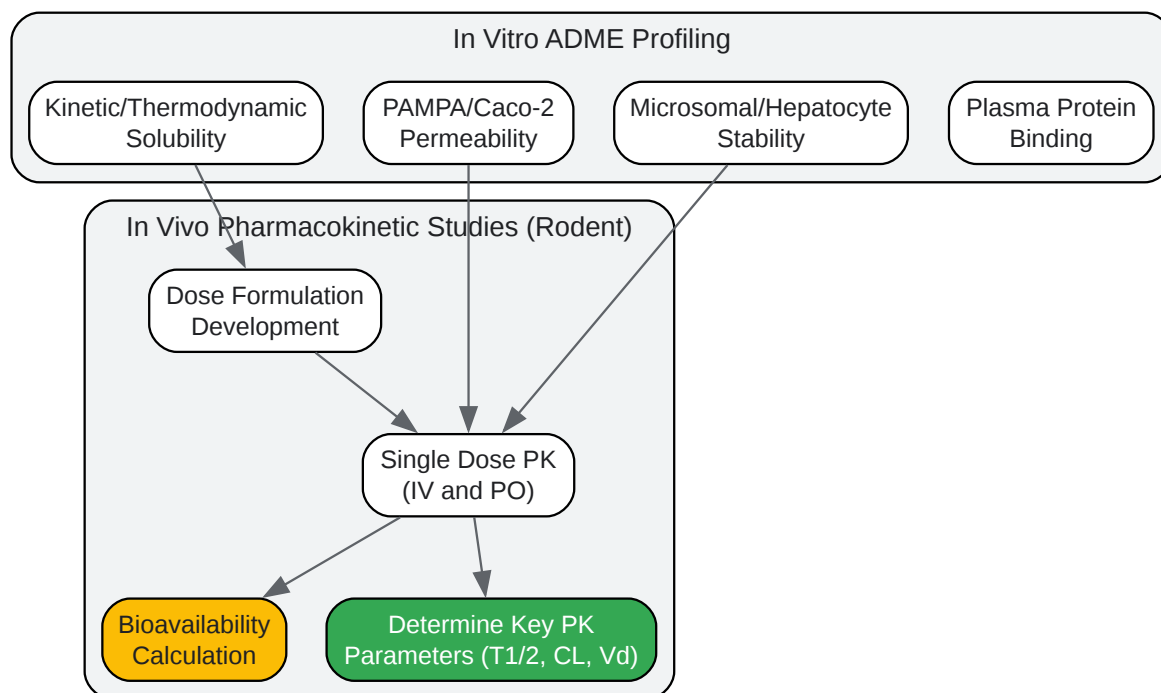 In Vitro ADME Profiling
Kinetic/Thermodynamic
Solubility
PAMPA/Caco-2
Permeability
Microsomal/Hepatocyte
Stability
Plasma Protein
Binding
In Vivo Pharmacokinetic Studies (Rodent)
Dose Formulation
Development
Single Dose PK
(IV and PO)
Bioavailability
Calculation
Determine Key PK
Parameters (T1/2, CL, Vd)